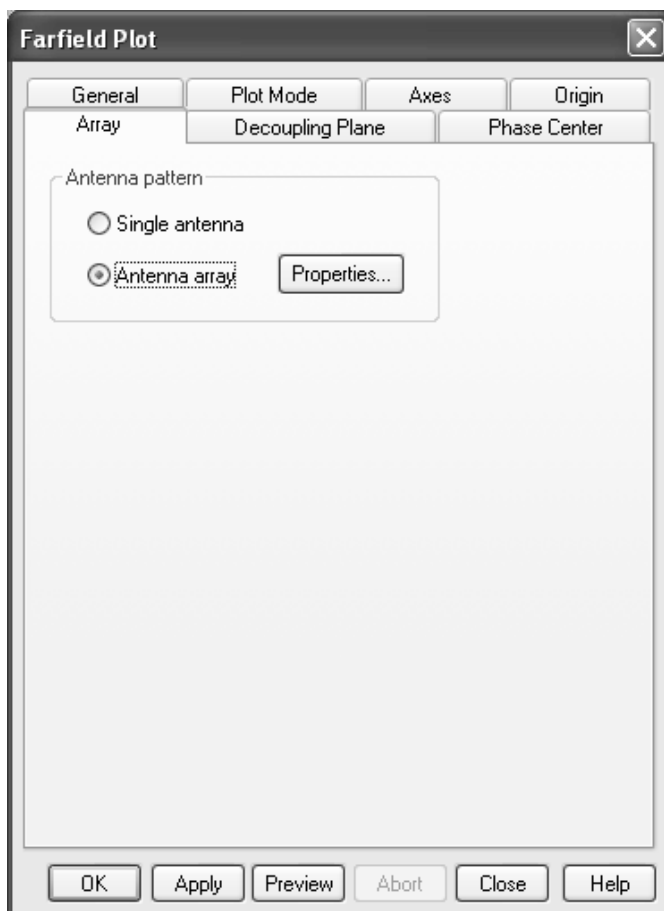 Farfield Plot
General Plot Mode Axes Origin
Array Decoupling Plane Phase Center
Antenna pattern
Single antenna
Antenna array Properties...
OK Apply Preview Abort Close Help